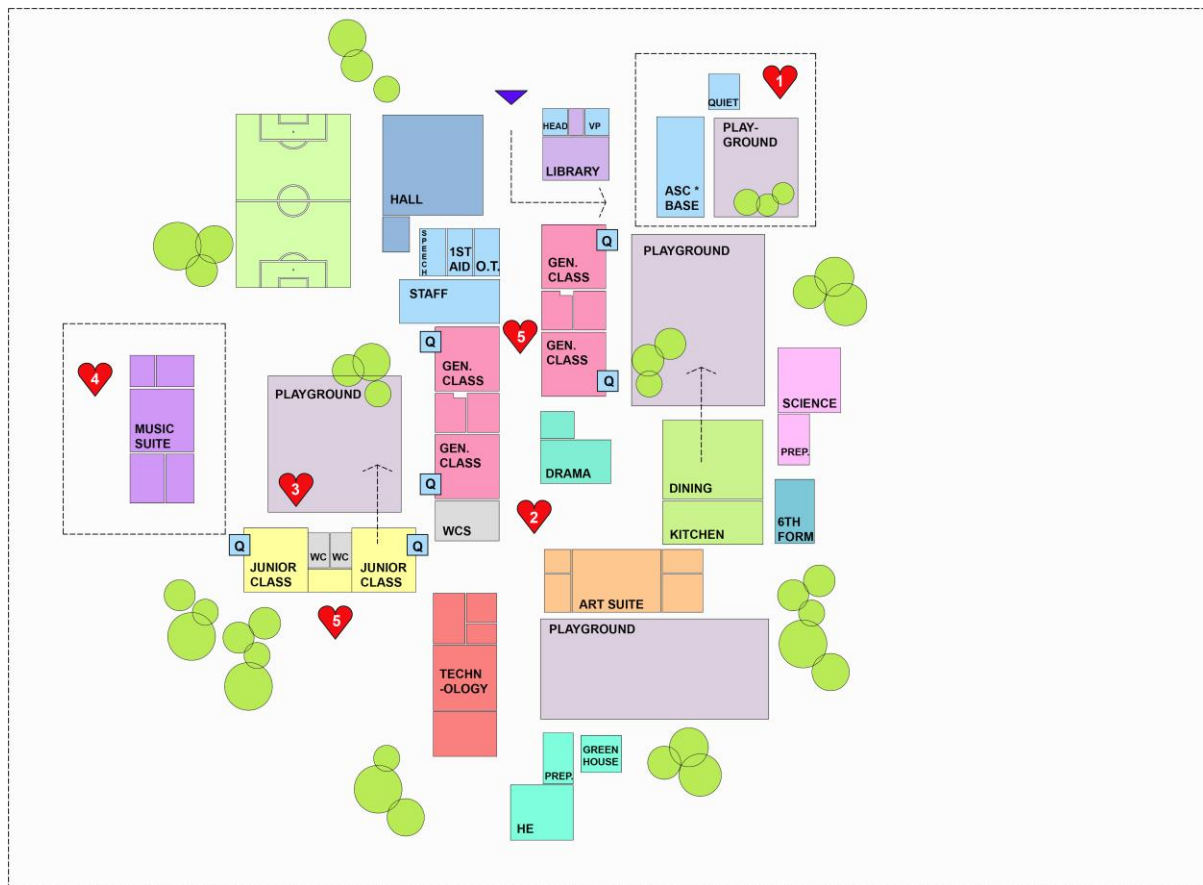 1
QUIET
PLAY-
GROUND
ASC *
BASE
HEAD
VP
LIBRARY
HALL
SPEECH
1ST
AID
O.T.
STAFF
Q
GEN.
CLASS
PLAYGROUND
5
GEN.
CLASS
Q
Q
GEN.
CLASS
GEN.
CLASS
Q
WCS
4
MUSIC
SUITE
PLAYGROUND
3
SCIENCE
PREP.
DRAMA
DINING
KITCHEN
6TH
FORM
2
Q
JUNIOR
CLASS
WC
WC
JUNIOR
CLASS
Q
5
ART SUITE
PLAYGROUND
TECHN
-OLOGY
PREP.
GREEN
HOUSE
HE